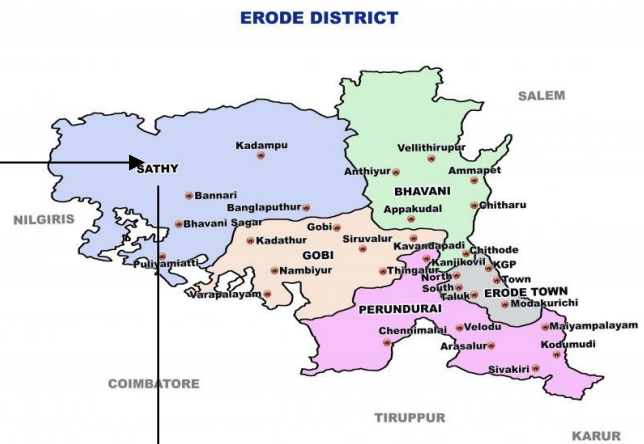 ERODE DISTRICT
SALEM
Kadampu
Vellithirupur
SATHY
Anthiyur
Ammapet
Bannari
BHAVANI
Banglaputhur
Chitharu
NILGIRIS
Bhavani Sagar
Appakudal
Gobi
Kadathur
Siruvalur
Kavandapadi
Chithode
Puliyamiatti
GOBI
Kanjikovil
KGP
Nambiyur
Thingalur
North
Town
South
Varapalayam
Taluk
ERODE TOWN
PERUNDURAI
Modakurichi
Chennimalai
Velodu
Maiyampalayam
Arasalur
Kodumudi
Sivakiri
COIMBATORE
TIRUPPUR
KARUR